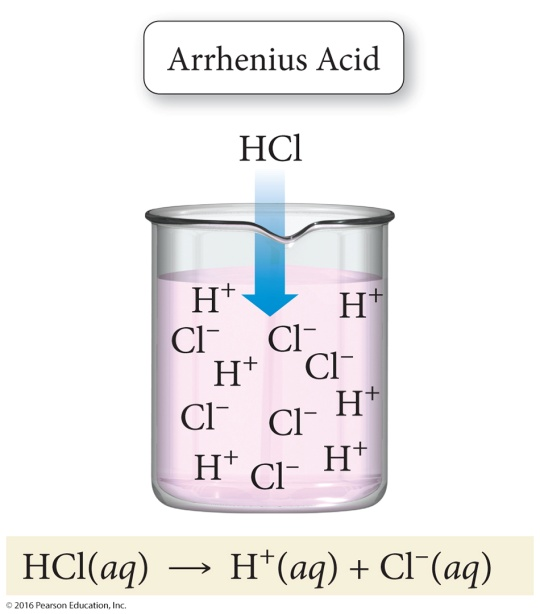 Arrhenius Acid
HCl
H⁺ H⁺
Cl⁻ Cl⁻
H⁺ Cl⁻
Cl⁻ Cl⁻ H⁺
H⁺ Cl⁻ H⁺
HCl(aq) → H⁺(aq) + Cl⁻(aq)
© 2016 Pearson Education, Inc.